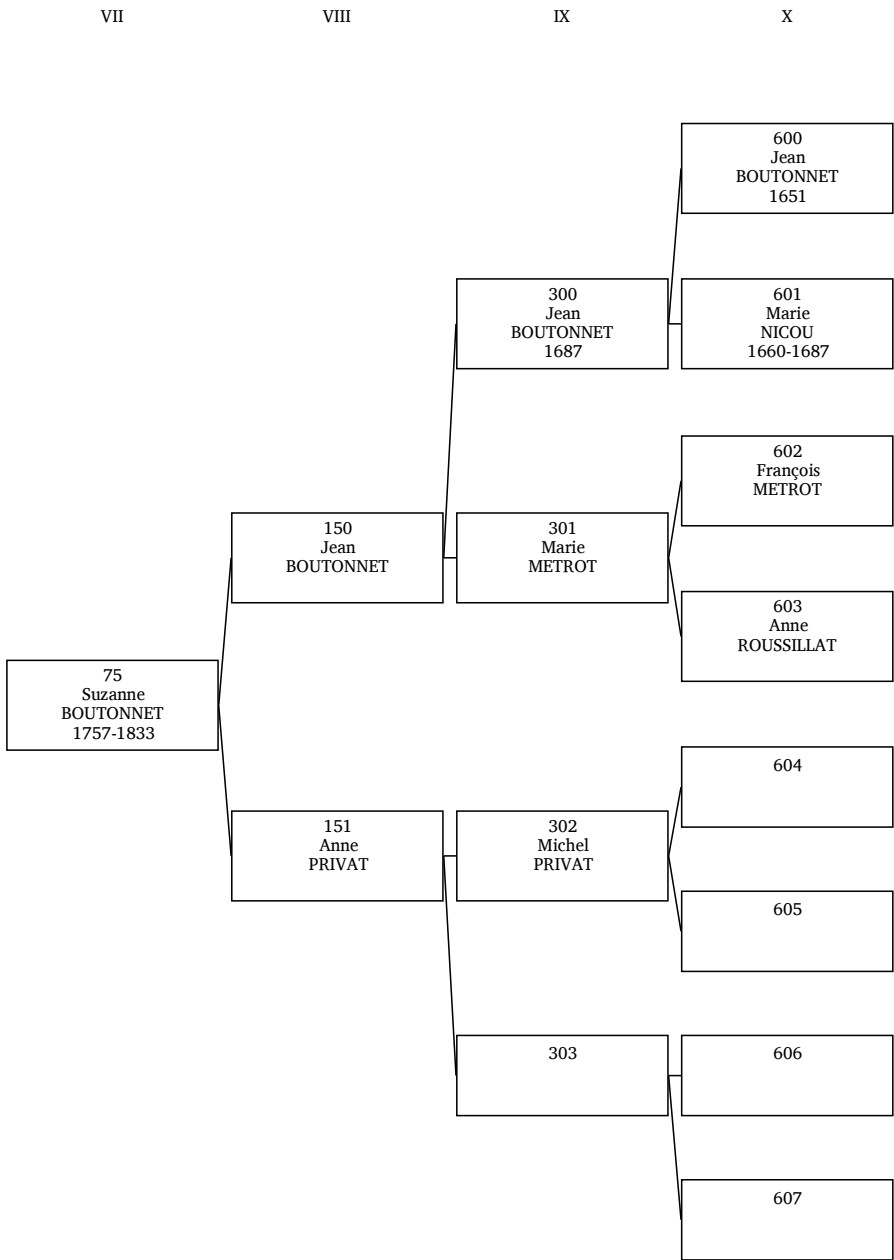 VII VIII IX X
600
Jean
BOUTONNET
1651
300
Jean
BOUTONNET
1687
601
Marie
NICOU
1660-1687
602
François
METROT
150
Jean
BOUTONNET
301
Marie
METROT
603
Anne
ROUSSILLAT
75
Suzanne
BOUTONNET
1757-1833
604
151
Anne
PRIVAT
302
Michel
PRIVAT
605
303
606
607